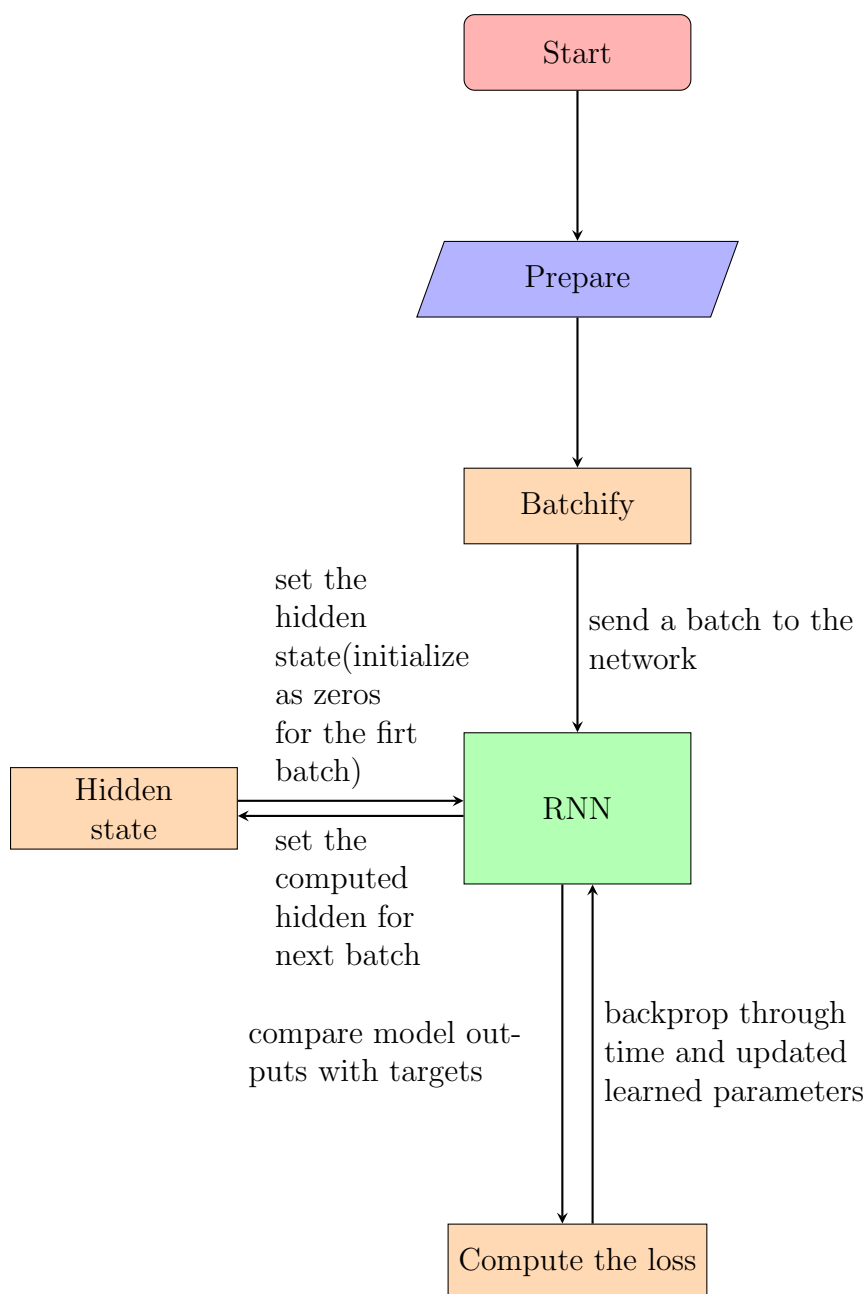 Start
Prepare
Batchify
send a batch to the
network
set the
hidden
state(initialize
as zeros
for the firt
batch)
Hidden
state
RNN
set the
computed
hidden for
next batch
compare model out-
puts with targets
backprop through
time and updated
learned parameters
Compute the loss